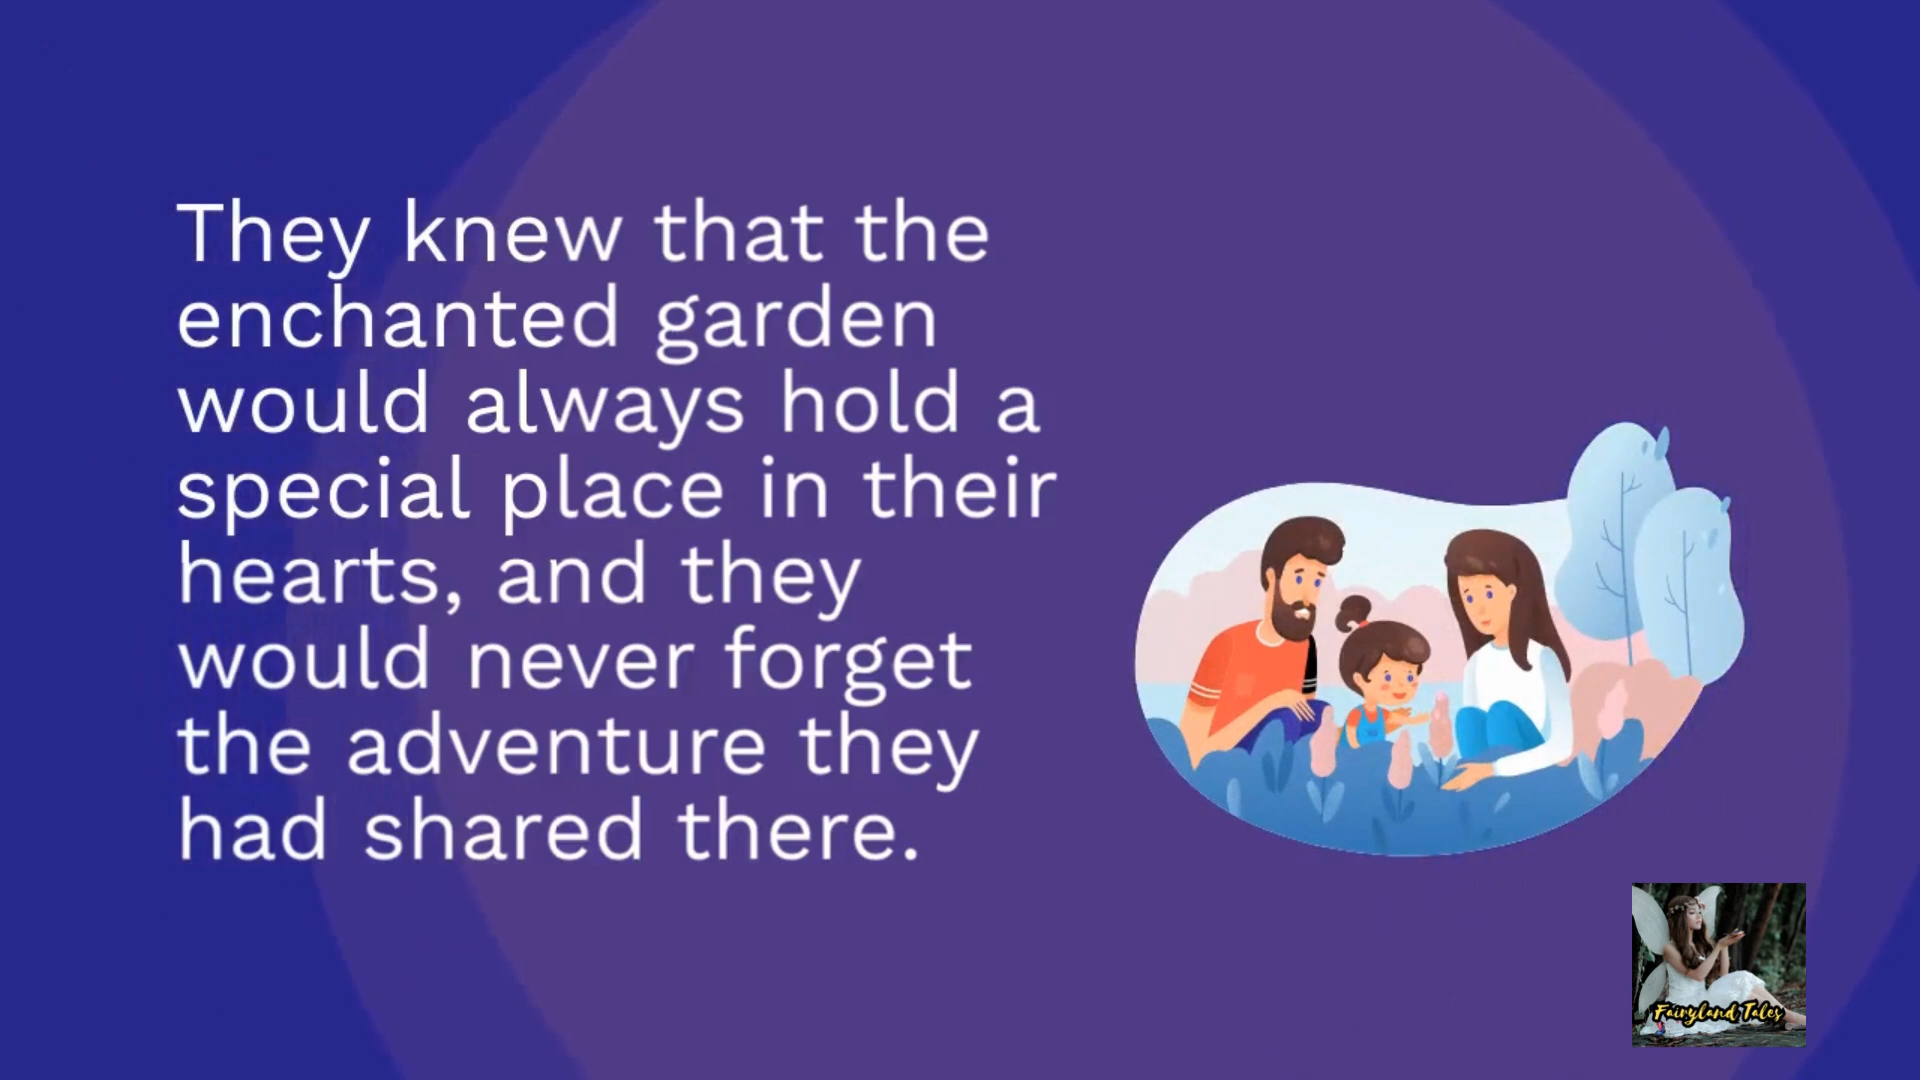 They knew that the
enchanted garden
would always hold a
special place in their
hearts, and they
would never forget
the adventure they
had shared there.
Fairyland Tales